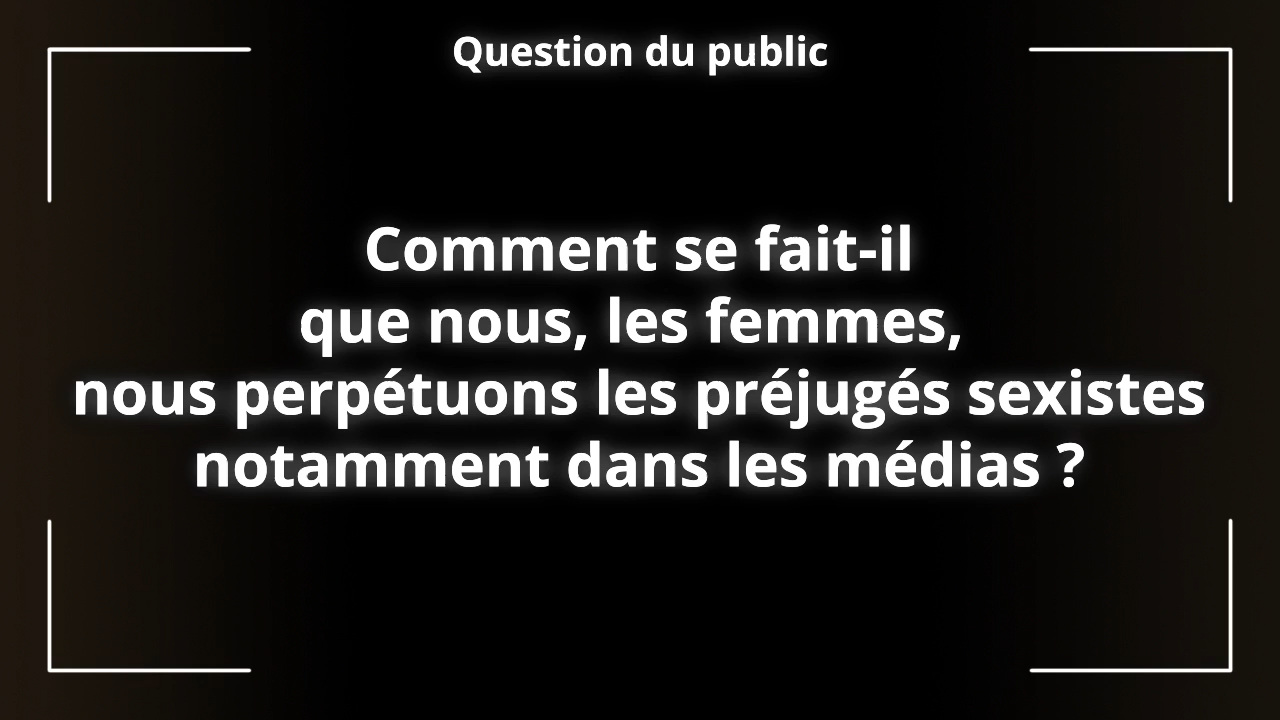 Question du public
Comment se fait-il
que nous, les femmes,
nous perpétuons les préjugés sexistes
notamment dans les médias ?